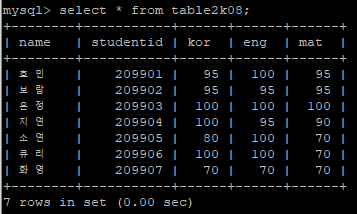 mysql> select * from table2k08;
+------+-----------+------+------+------+
| name | studentid | kor | eng | mat |
+------+-----------+------+------+------+
| 효민 | 209901 | 95 | 100 | 95 |
| 보람 | 209902 | 95 | 95 | 95 |
| 은정 | 209903 | 100 | 100 | 100 |
| 지연 | 209904 | 100 | 95 | 90 |
| 소연 | 209905 | 80 | 100 | 70 |
| 큐리 | 209906 | 100 | 100 | 70 |
| 화영 | 209907 | 70 | 70 | 70 |
+------+-----------+------+------+------+
7 rows in set (0.00 sec)